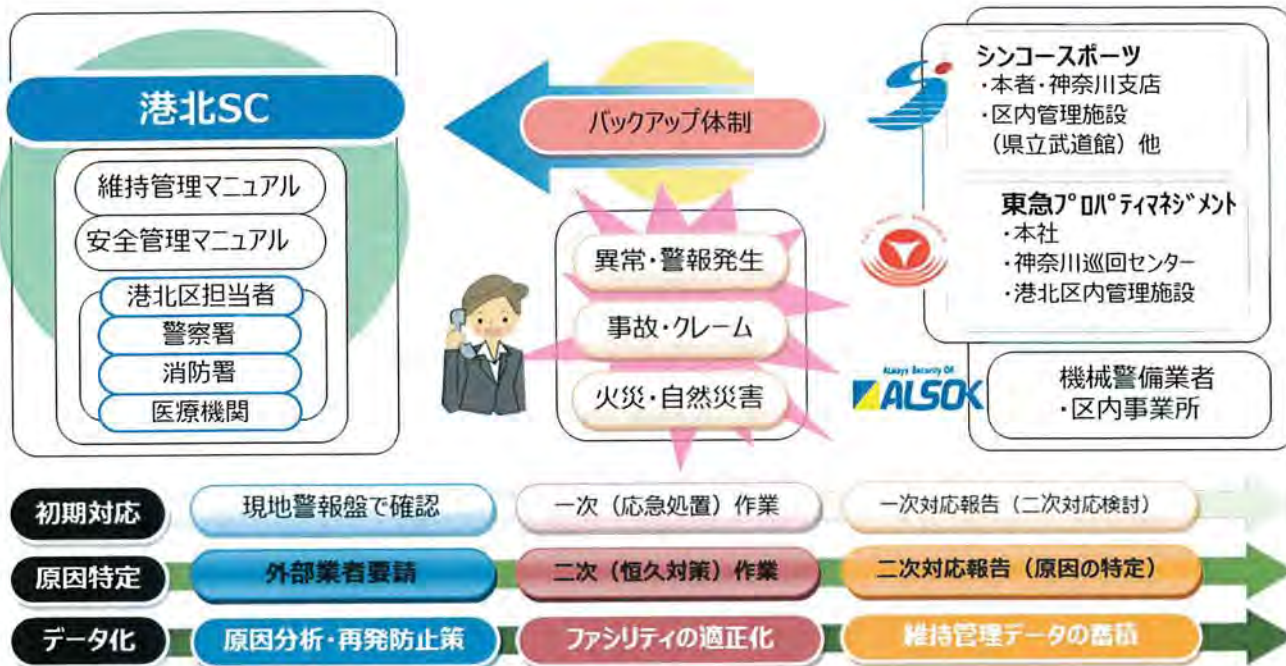 港北SC
維持管理マニュアル
安全管理マニュアル
港北区担当者
警察署
消防署
医療機関
バックアップ体制
異常・警報発生
事故・クレーム
火災・自然災害
シンコースポーツ
・本者・神奈川支店
・区内管理施設
（県立武道館）他
東急プロパティマネジメント
・本社
・神奈川巡回センター
・港北区内管理施設
Always Security OK
ALSOK
機械警備業者
・区内事業所
初期対応
現地警報盤で確認
一次（応急処置）作業
一次対応報告（二次対応検討）
原因特定
外部業者要請
二次（恒久対策）作業
二次対応報告（原因の特定）
データ化
原因分析・再発防止策
ファシリティの適正化
維持管理データの蓄積